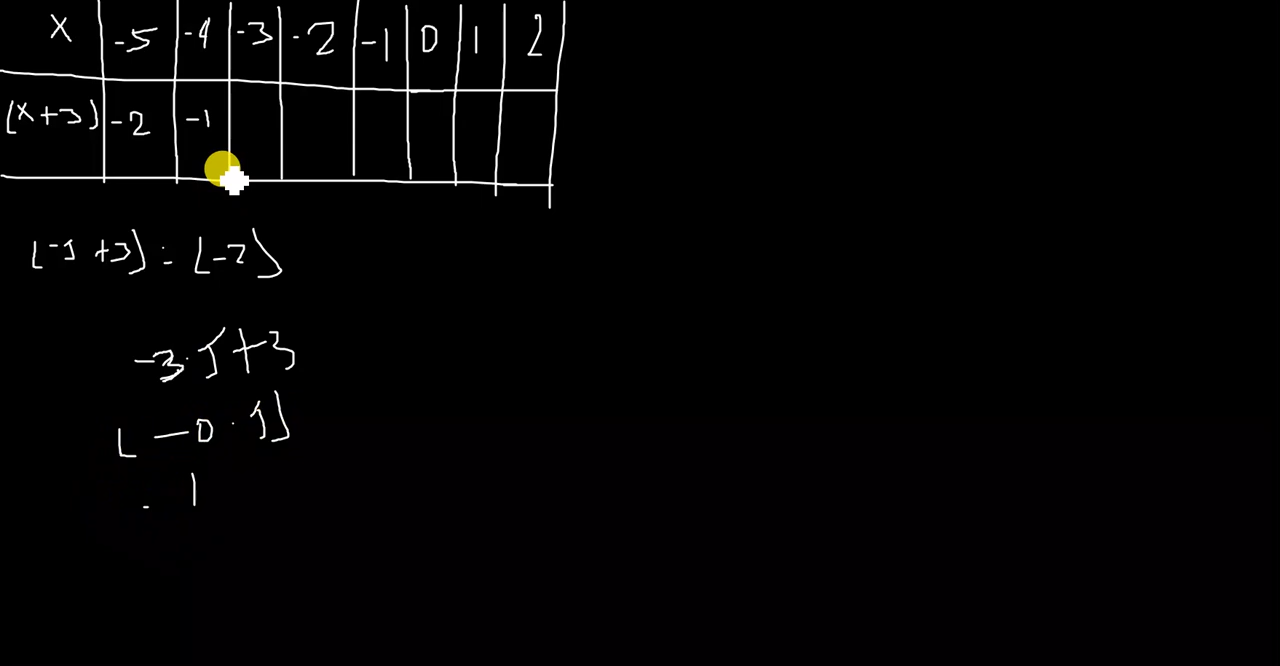 X -5 -4 -3 -2 -1 0 1 2
[x+3) -2 -1
[-5 +3) = [-2)
-3.5+3
[-0.5]
- 1